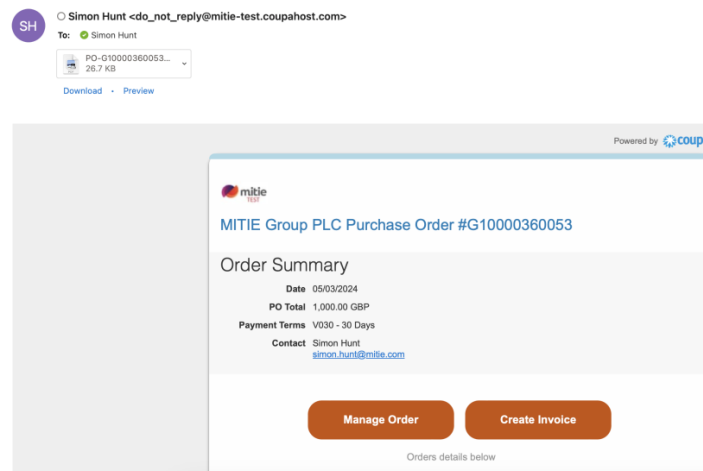 SH
Simon Hunt <do_not_reply@mitie-test.coupahost.com>
To: Simon Hunt
PO-G10000360053...
26.7 KB
Download • Preview
Powered by coup
mitie
TEST
MITIE Group PLC Purchase Order #G10000360053
Order Summary
Date 05/03/2024
PO Total 1,000.00 GBP
Payment Terms V030 - 30 Days
Contact Simon Hunt
simon.hunt@mitie.com
Manage Order Create Invoice
Orders details below